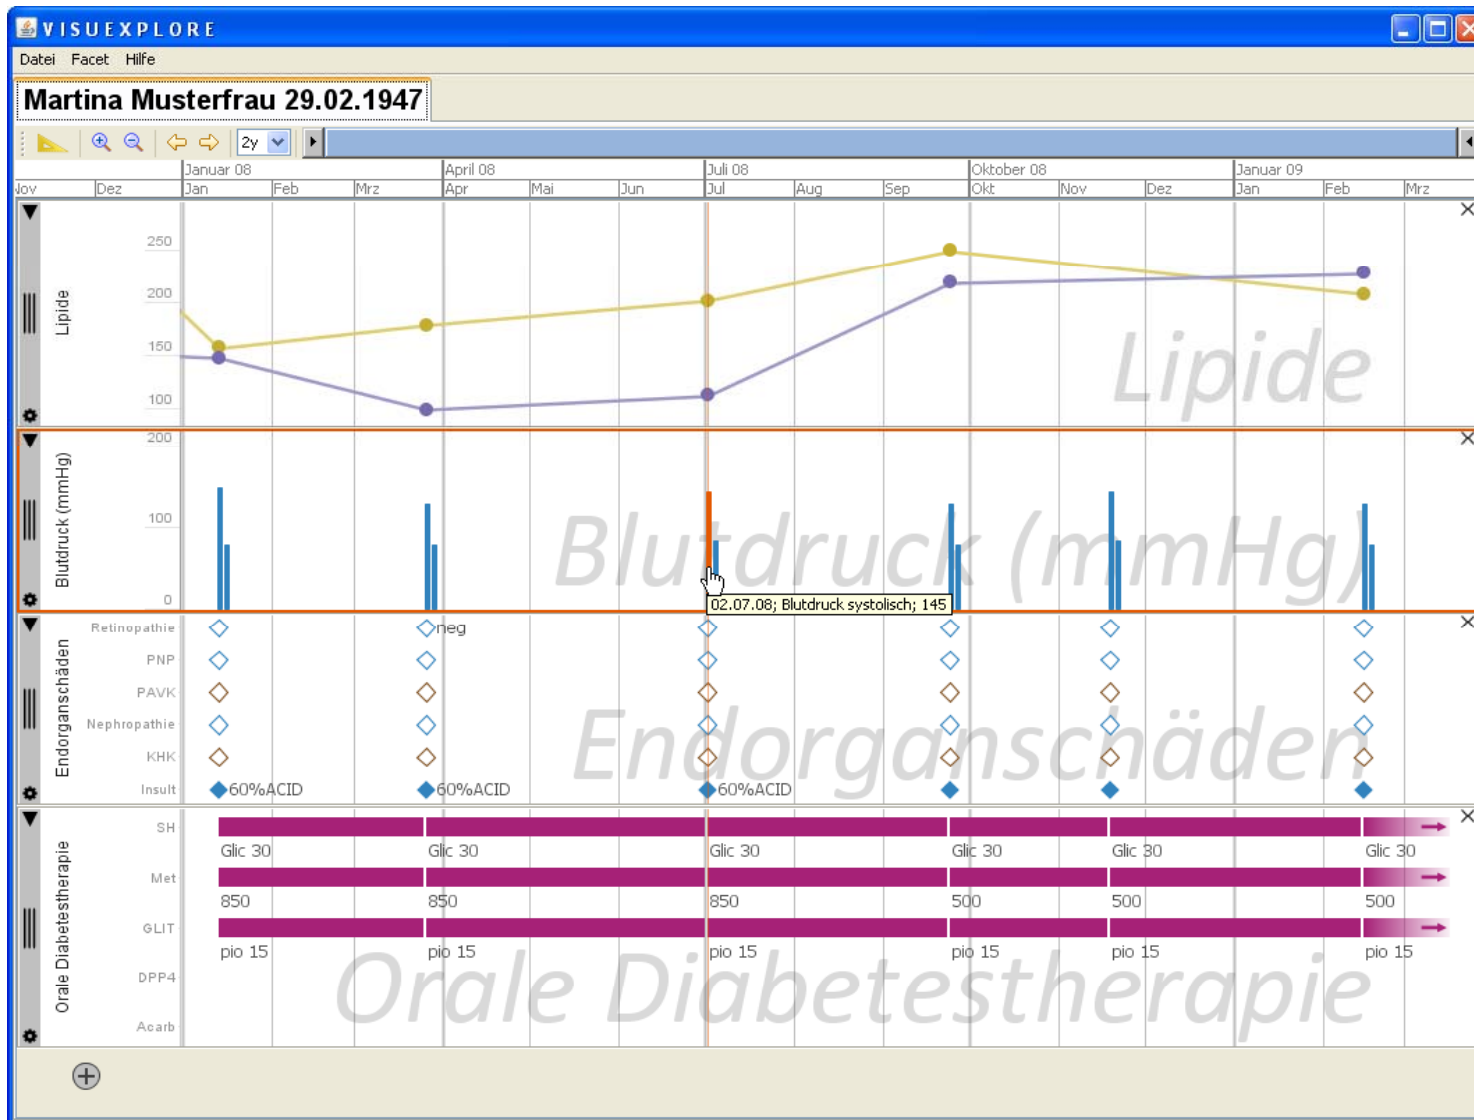 VISUEXPLORE
Datei Facet Hilfe
Martina Musterfrau 29.02.1947
2y
Januar 08 April 08 Juli 08 Oktober 08 Januar 09
Nov Dez Jan Feb Mrz Apr Mai Jun Jul Aug Sep Okt Nov Dez Jan Feb Mrz
Lipide
250
200
150
100
Lipide
Blutdruck (mmHg)
200
100
0
Blutdruck (mmHg)
02.07.08; Blutdruck systolisch; 145
Endorganschäden
Retinopathie neg
PNP
PAVK
Nephropathie
KHK
Insult 60%ACID 60%ACID 60%ACID
Endorganschäden
Orale Diabetestherapie
SH
Glic 30 Glic 30 Glic 30 Glic 30 Glic 30 Glic 30
Met
850 850 850 500 500 500
GLIT
pio 15 pio 15 pio 15 pio 15 pio 15 pio 15
DPP4
Acarb
Orale Diabetestherapie